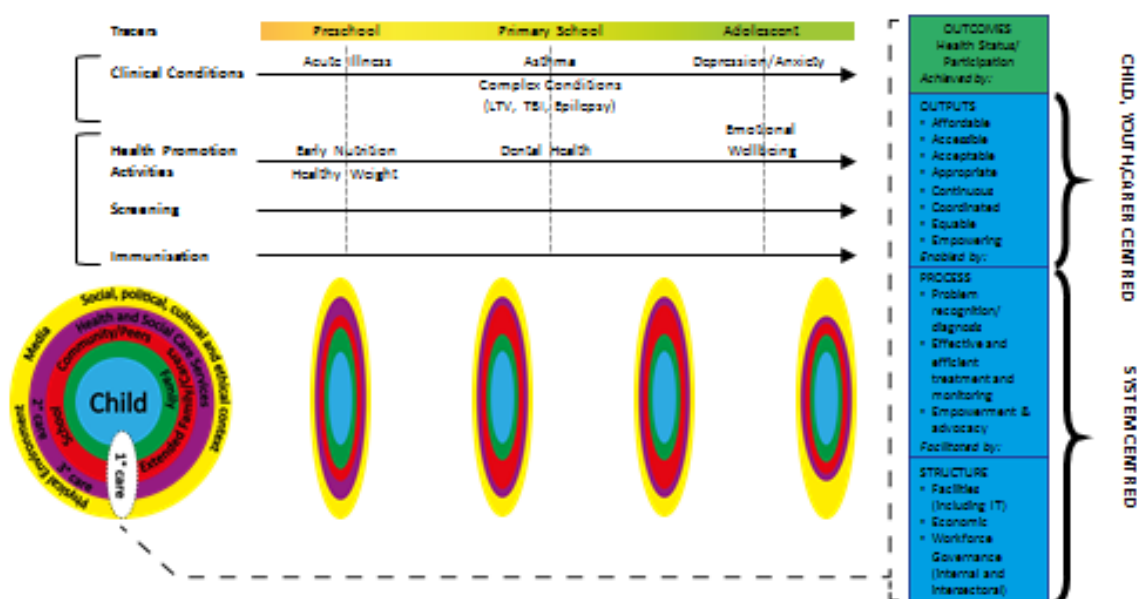 Tracers
Preschool
Primary School
Adolescent
Clinical Conditions
Acute Illness
Asthma
Depression/Anxiety
Complex Conditions
(LTV, TBI, Epilepsy)
Health Promotion
Activities
Early Nutrition
Healthy Weight
Dental Health
Emotional
Wellbeing
Screening
Immunisation
Social, political, cultural and ethical context
Media
Physical Environment
Health and Social Care Services
2° care
3° care
Community/Peers
School
Extended Family/Carers
Family
Child
1° care
OUTCOMES
Health Status/
Participation
Achieved by:
OUTPUTS
• Affordable
• Accessible
• Acceptable
• Appropriate
• Continuous
• Coordinated
• Equable
• Empowering
Enabled by:
PROCESS
• Problem
recognition/
diagnosis
• Effective and
efficient
treatment and
monitoring
• Empowerment &
advocacy
Facilitated by:
STRUCTURE
• Facilities
(including IT)
• Economic
• Workforce
Governance
(Internal and
Intersectoral)
CHILD, YOUTH,CARER CENTRED
SYSTEM CENTRED